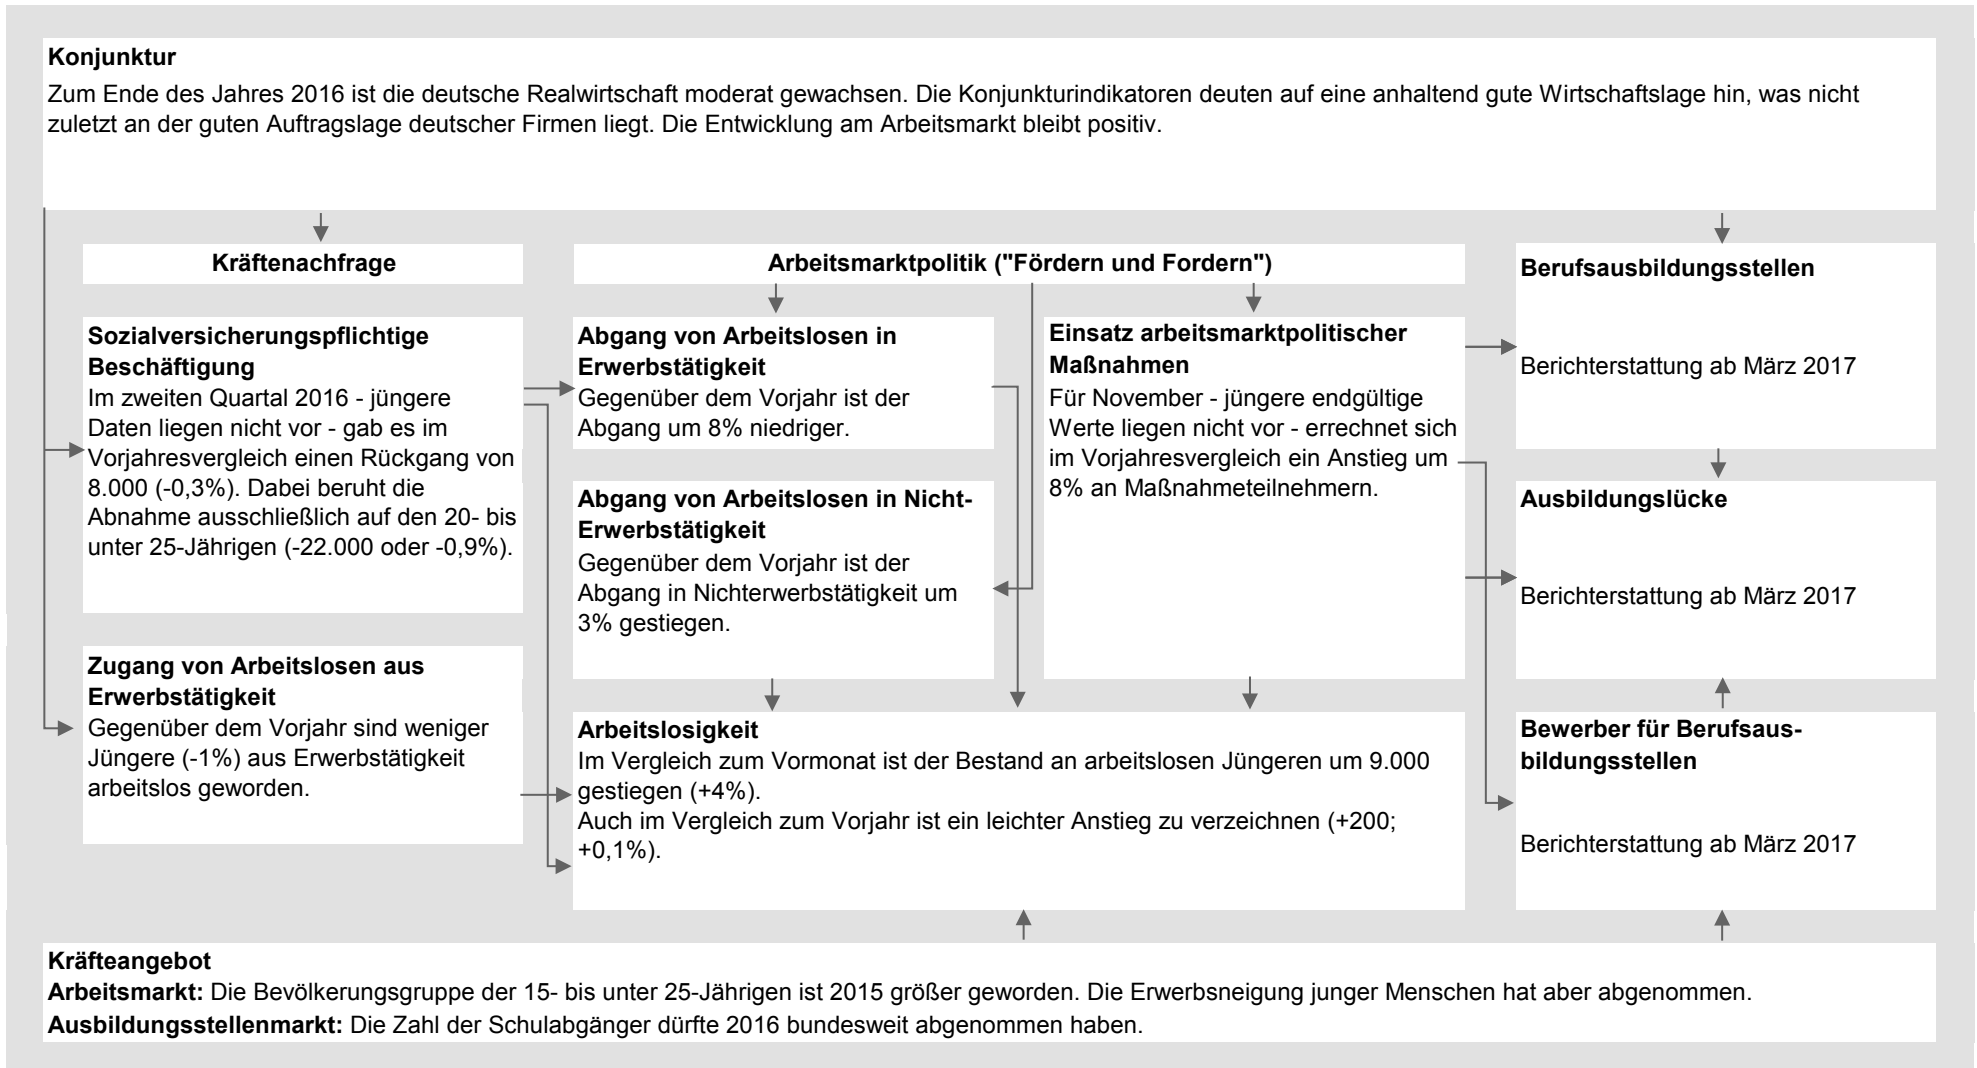 Konjunktur
Zum Ende des Jahres 2016 ist die deutsche Realwirtschaft moderat gewachsen. Die Konjunkturindikatoren deuten auf eine anhaltend gute Wirtschaftslage hin, was nicht
zuletzt an der guten Auftragslage deutscher Firmen liegt. Die Entwicklung am Arbeitsmarkt bleibt positiv.
Kräftenachfrage
Sozialversicherungspflichtige
Beschäftigung
Im zweiten Quartal 2016 - jüngere
Daten liegen nicht vor - gab es im
Vorjahresvergleich einen Rückgang von
8.000 (-0,3%). Dabei beruht die
Abnahme ausschließlich auf den 20- bis
unter 25-Jährigen (-22.000 oder -0,9%).
Zugang von Arbeitslosen aus
Erwerbstätigkeit
Gegenüber dem Vorjahr sind weniger
Jüngere (-1%) aus Erwerbstätigkeit
arbeitslos geworden.
Arbeitsmarktpolitik ("Fördern und Fordern")
Abgang von Arbeitslosen in
Erwerbstätigkeit
Gegenüber dem Vorjahr ist der
Abgang um 8% niedriger.
Abgang von Arbeitslosen in Nicht-
Erwerbstätigkeit
Gegenüber dem Vorjahr ist der
Abgang in Nichterwerbstätigkeit um
3% gestiegen.
Einsatz arbeitsmarktpolitischer
Maßnahmen
Für November - jüngere endgültige
Werte liegen nicht vor - errechnet sich
im Vorjahresvergleich ein Anstieg um
8% an Maßnahmeteilnehmern.
Arbeitslosigkeit
Im Vergleich zum Vormonat ist der Bestand an arbeitslosen Jüngeren um 9.000
gestiegen (+4%).
Auch im Vergleich zum Vorjahr ist ein leichter Anstieg zu verzeichnen (+200;
+0,1%).
Berufsausbildungsstellen
Berichterstattung ab März 2017
Ausbildungslücke
Berichterstattung ab März 2017
Bewerber für Berufsaus-
bildungsstellen
Berichterstattung ab März 2017
Kräfteangebot
Arbeitsmarkt: Die Bevölkerungsgruppe der 15- bis unter 25-Jährigen ist 2015 größer geworden. Die Erwerbsneigung junger Menschen hat aber abgenommen.
Ausbildungsstellenmarkt: Die Zahl der Schulabgänger dürfte 2016 bundesweit abgenommen haben.